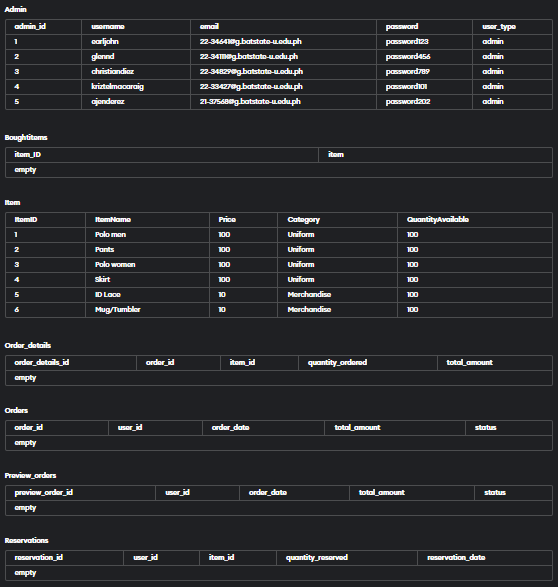 Admin
admin_id username email password user_type
1 earljohn 22-34641@g.batstate-u.edu.ph password123 admin
2 glennd 22-34111@g.batstate-u.edu.ph password456 admin
3 christiandiez 22-34829@g.batstate-u.edu.ph password789 admin
4 kriztelmacaraig 22-33427@g.batstate-u.edu.ph password101 admin
5 ajenderez 21-37568@g.batstate-u.edu.ph password202 admin
Boughtitems
item_ID item
empty
Item
ItemID ItemName Price Category QuantityAvailable
1 Polo men 100 Uniform 100
2 Pants 100 Uniform 100
3 Polo women 100 Uniform 100
4 Skirt 100 Uniform 100
5 ID Lace 10 Merchandise 100
6 Mug/Tumbler 10 Merchandise 100
Order_details
order_details_id order_id item_id quantity_ordered total_amount
empty
Orders
order_id user_id order_date total_amount status
empty
Preview_orders
preview_order_id user_id order_date total_amount status
empty
Reservations
reservation_id user_id item_id quantity_reserved reservation_date
empty